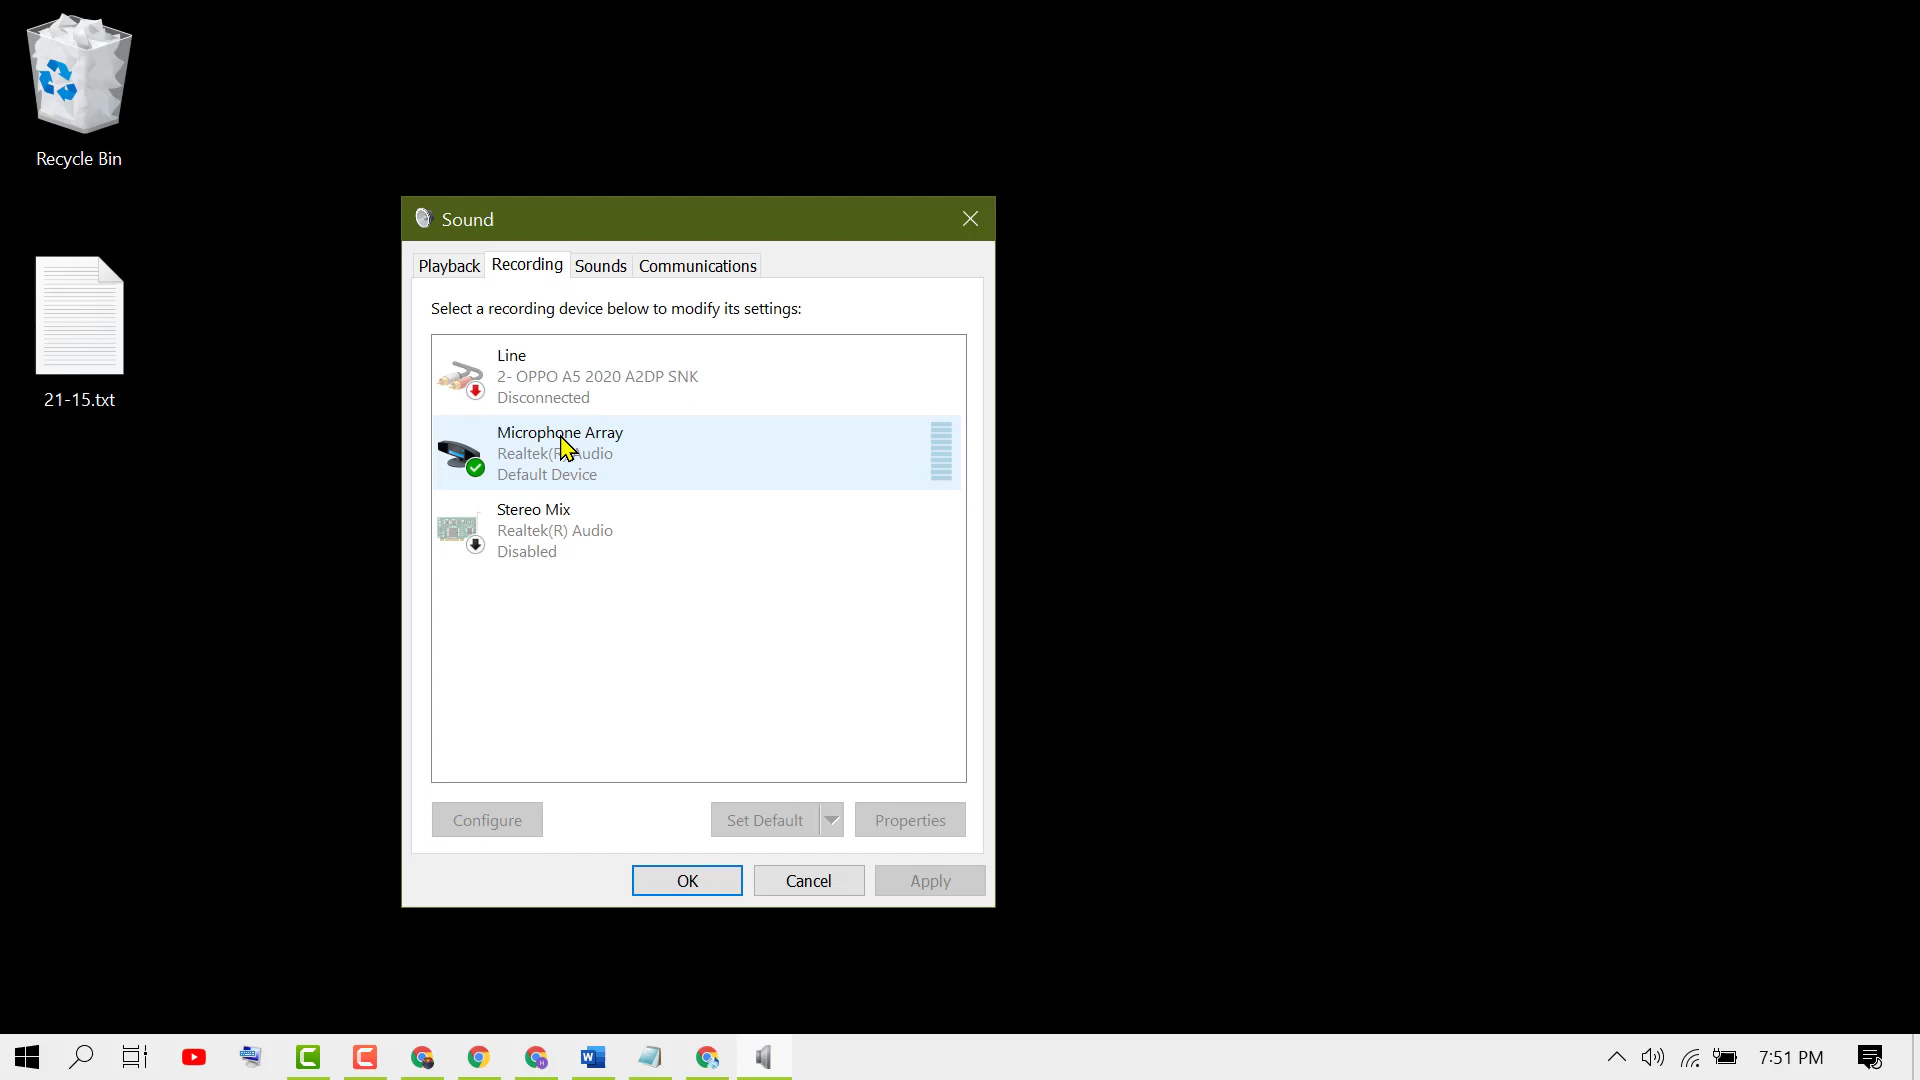 Recycle Bin
21-15.txt
Sound
Playback
Recording
Sounds
Communications
Select a recording device below to modify its settings:
Line
2- OPPO A5 2020 A2DP SNK
Disconnected
Microphone Array
Realtek(R) Audio
Default Device
Stereo Mix
Realtek(R) Audio
Disabled
Configure
Set Default
Properties
OK
Cancel
Apply
7:51 PM